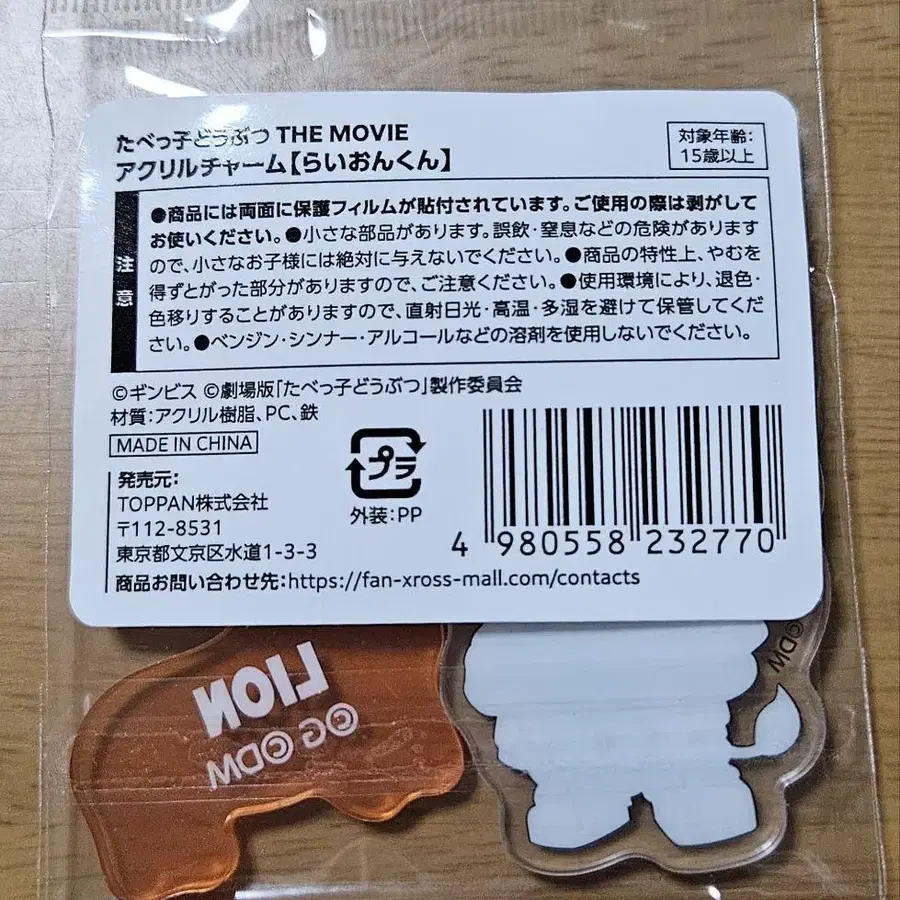 たべっ子どうぶつ THE MOVIE
アクリルチャーム【らいおんくん】
対象年齢:
15歳以上
注意
●商品には両面に保護フィルムが貼付されています。ご使用の際は剥がして
お使いください。●小さな部品があります。誤飲・窒息などの危険があります
ので、小さなお子様には絶対に与えないでください。●商品の特性上、やむを
得ずとがった部分がありますので、ご注意ください。●使用環境により、退色・
色移りすることがありますので、直射日光・高温・多湿を避けて保管してくだ
さい。●ベンジン・シンナー・アルコールなどの溶剤を使用しないでください。
©ギンビス ©劇場版「たべっ子どうぶつ」製作委員会
材質:アクリル樹脂、PC、鉄
MADE IN CHINA
発売元:
TOPPAN株式会社
〒112-8531
東京都文京区水道1-3-3
商品お問い合わせ先:https://fan-xross-mall.com/contacts
プラ
外装:PP
4 980558 232770
LION
©G ©DW
©DW